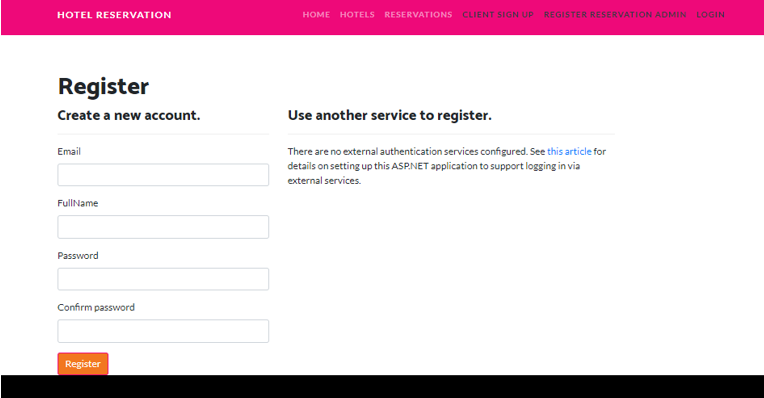 HOTEL RESERVATION
HOME HOTELS RESERVATIONS CLIENT SIGN UP REGISTER RESERVATION ADMIN LOGIN
Register
Create a new account.
Email
FullName
Password
Confirm password
Register
Use another service to register.
There are no external authentication services configured. See this article for
details on setting up this ASP.NET application to support logging in via
external services.